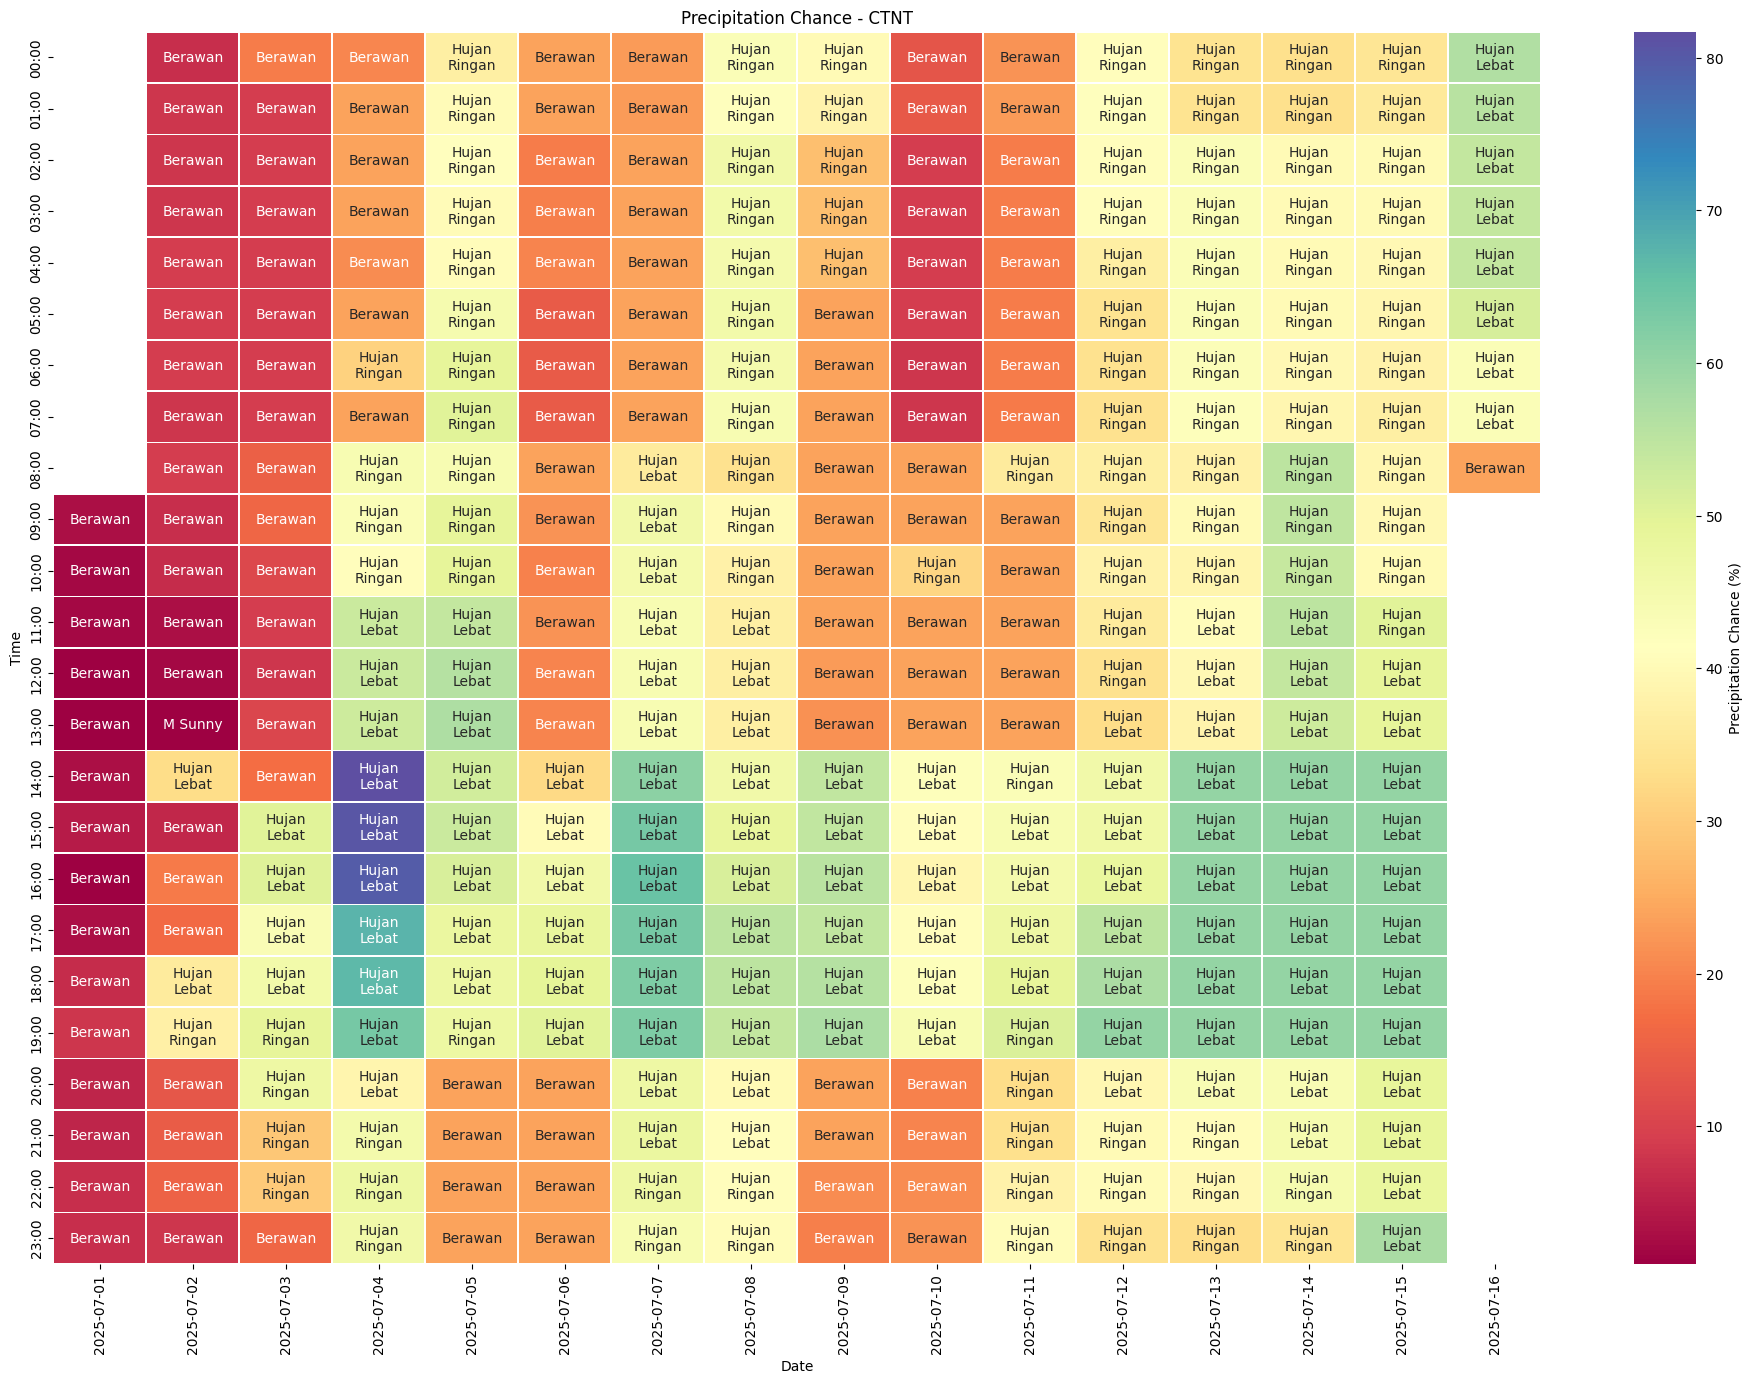 Precipitation Chance - CTNT
00:00 Berawan Berawan Berawan Hujan Ringan Berawan Berawan Hujan Ringan Hujan Ringan Berawan Berawan Hujan Ringan Hujan Ringan Hujan Ringan Hujan Ringan Hujan Lebat
01:00 Berawan Berawan Berawan Hujan Ringan Berawan Berawan Hujan Ringan Hujan Ringan Berawan Berawan Hujan Ringan Hujan Ringan Hujan Ringan Hujan Ringan Hujan Lebat
02:00 Berawan Berawan Berawan Hujan Ringan Berawan Berawan Hujan Ringan Hujan Ringan Berawan Berawan Hujan Ringan Hujan Ringan Hujan Ringan Hujan Ringan Hujan Lebat
03:00 Berawan Berawan Berawan Hujan Ringan Berawan Berawan Hujan Ringan Hujan Ringan Berawan Berawan Hujan Ringan Hujan Ringan Hujan Ringan Hujan Ringan Hujan Lebat
04:00 Berawan Berawan Berawan Hujan Ringan Berawan Berawan Hujan Ringan Hujan Ringan Berawan Berawan Hujan Ringan Hujan Ringan Hujan Ringan Hujan Ringan Hujan Lebat
05:00 Berawan Berawan Berawan Hujan Ringan Berawan Berawan Hujan Ringan Berawan Berawan Berawan Hujan Ringan Hujan Ringan Hujan Ringan Hujan Ringan Hujan Lebat
06:00 Berawan Berawan Hujan Ringan Hujan Ringan Berawan Berawan Hujan Ringan Berawan Berawan Berawan Hujan Ringan Hujan Ringan Hujan Ringan Hujan Ringan Hujan Lebat
07:00 Berawan Berawan Berawan Hujan Ringan Berawan Berawan Hujan Ringan Berawan Berawan Berawan Hujan Ringan Hujan Ringan Hujan Ringan Hujan Ringan Hujan Lebat
08:00 Berawan Berawan Hujan Ringan Hujan Ringan Berawan Hujan Lebat Hujan Ringan Berawan Berawan Hujan Ringan Hujan Ringan Hujan Ringan Hujan Ringan Hujan Ringan Berawan
09:00 Berawan Berawan Berawan Hujan Ringan Hujan Ringan Berawan Hujan Lebat Hujan Ringan Berawan Berawan Berawan Hujan Ringan Hujan Ringan Hujan Ringan Hujan Ringan
10:00 Berawan Berawan Berawan Hujan Ringan Hujan Ringan Berawan Hujan Lebat Hujan Ringan Berawan Hujan Ringan Berawan Hujan Ringan Hujan Ringan Hujan Ringan Hujan Ringan
11:00 Berawan Berawan Berawan Hujan Lebat Hujan Lebat Berawan Hujan Lebat Hujan Lebat Berawan Berawan Berawan Hujan Ringan Hujan Lebat Hujan Lebat Hujan Ringan
12:00 Berawan Berawan Berawan Hujan Lebat Hujan Lebat Berawan Hujan Lebat Hujan Lebat Berawan Berawan Berawan Hujan Ringan Hujan Lebat Hujan Lebat Hujan Lebat
13:00 Berawan M Sunny Berawan Hujan Lebat Hujan Lebat Berawan Hujan Lebat Hujan Lebat Berawan Berawan Berawan Hujan Lebat Hujan Lebat Hujan Lebat Hujan Lebat
14:00 Berawan Hujan Lebat Berawan Hujan Lebat Hujan Lebat Hujan Lebat Hujan Lebat Hujan Lebat Hujan Lebat Hujan Lebat Hujan Ringan Hujan Lebat Hujan Lebat Hujan Lebat Hujan Lebat
15:00 Berawan Berawan Hujan Lebat Hujan Lebat Hujan Lebat Hujan Lebat Hujan Lebat Hujan Lebat Hujan Lebat Hujan Lebat Hujan Lebat Hujan Lebat Hujan Lebat Hujan Lebat Hujan Lebat
16:00 Berawan Berawan Hujan Lebat Hujan Lebat Hujan Lebat Hujan Lebat Hujan Lebat Hujan Lebat Hujan Lebat Hujan Lebat Hujan Lebat Hujan Lebat Hujan Lebat Hujan Lebat Hujan Lebat
17:00 Berawan Berawan Hujan Lebat Hujan Lebat Hujan Lebat Hujan Lebat Hujan Lebat Hujan Lebat Hujan Lebat Hujan Lebat Hujan Lebat Hujan Lebat Hujan Lebat Hujan Lebat Hujan Lebat
18:00 Berawan Hujan Lebat Hujan Lebat Hujan Lebat Hujan Lebat Hujan Lebat Hujan Lebat Hujan Lebat Hujan Lebat Hujan Lebat Hujan Lebat Hujan Lebat Hujan Lebat Hujan Lebat Hujan Lebat
19:00 Berawan Hujan Ringan Hujan Ringan Hujan Lebat Hujan Ringan Hujan Lebat Hujan Lebat Hujan Lebat Hujan Lebat Hujan Lebat Hujan Ringan Hujan Lebat Hujan Lebat Hujan Lebat Hujan Lebat
20:00 Berawan Berawan Hujan Ringan Hujan Lebat Berawan Berawan Hujan Lebat Hujan Lebat Berawan Berawan Hujan Ringan Hujan Lebat Hujan Lebat Hujan Lebat Hujan Lebat
21:00 Berawan Berawan Hujan Ringan Hujan Ringan Berawan Berawan Hujan Lebat Hujan Lebat Berawan Berawan Hujan Ringan Hujan Ringan Hujan Ringan Hujan Lebat Hujan Lebat
22:00 Berawan Berawan Hujan Ringan Hujan Ringan Berawan Berawan Hujan Ringan Hujan Ringan Berawan Berawan Hujan Ringan Hujan Ringan Hujan Ringan Hujan Ringan Hujan Lebat
23:00 Berawan Berawan Berawan Hujan Ringan Berawan Berawan Hujan Ringan Hujan Ringan Berawan Berawan Hujan Ringan Hujan Ringan Hujan Ringan Hujan Ringan Hujan Lebat
Time
2025-07-01
2025-07-02
2025-07-03
2025-07-04
2025-07-05
2025-07-06
2025-07-07
2025-07-08
2025-07-09
2025-07-10
2025-07-11
2025-07-12
2025-07-13
2025-07-14
2025-07-15
2025-07-16
Date
80
70
60
50
40
30
20
10
Precipitation Chance (%)